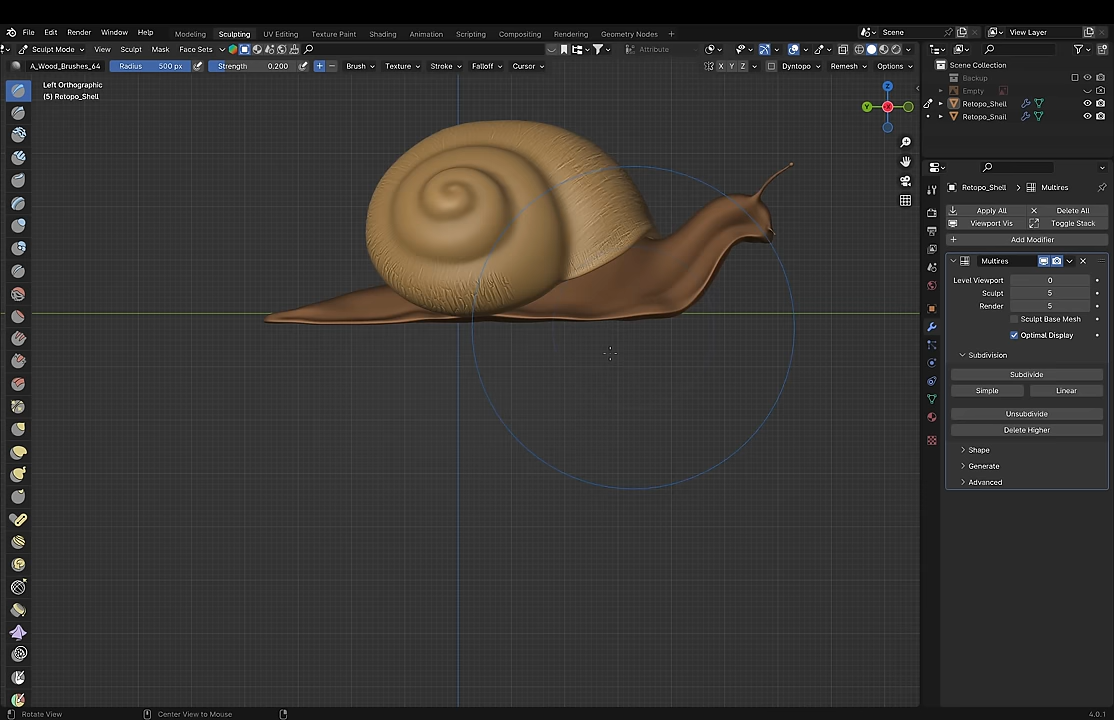 File Edit Render Window Help Modeling Sculpting UV Editing Texture Paint Shading Animation Rendering Compositing Geometry Nodes Scripting + Scene View Layer
Sculpt Mode View Sculpt Mask Face Sets Attribute
A_Wood_Brushes_64 Radius 500 px Strength 0.200 + − Brush Texture Stroke Falloff Cursor X Y Z Dyntopo Remesh Options
Left Orthographic
(5) Retopo_Shell
Z
Y
X
Scene Collection
Backup
Empty
Retopo_Shell
Retopo_Snail
Retopo_Shell > Multires
Apply All Delete All
Viewport Vis Toggle Stack
+ Add Modifier
Multires
Level Viewport 0
Sculpt 5
Render 5
Sculpt Base Mesh
Optimal Display
Subdivision
Subdivide
Simple Linear
Unsubdivide
Delete Higher
Shape
Generate
Advanced
Rotate View Center View to Mouse 4.0.1